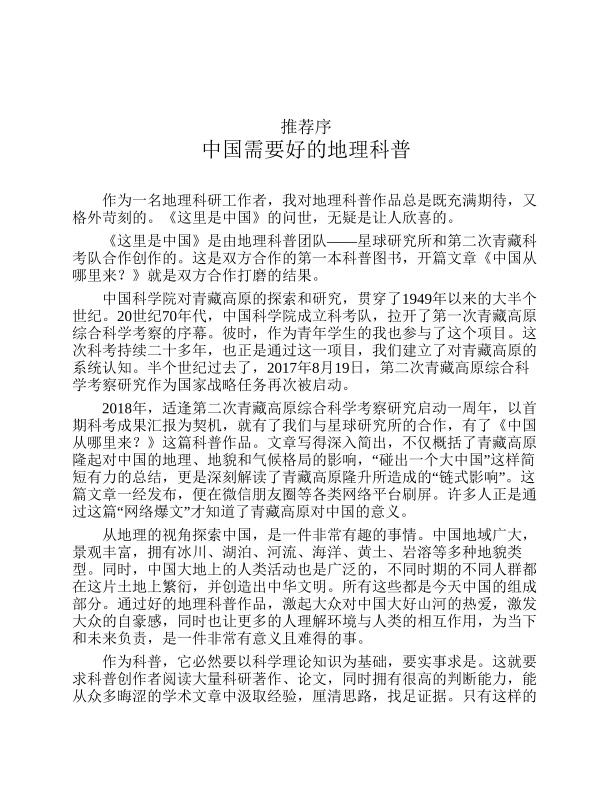 推荐序
中国需要好的地理科普
作为一名地理科研工作者，我对地理科普作品总是既充满期待，又
格外苛刻的。《这里是中国》的问世，无疑是让人欣喜的。
《这里是中国》是由地理科普团队——星球研究所和第二次青藏科
考队合作创作的。这是双方合作的第一本科普图书，开篇文章《中国从
哪里来？》就是双方合作打磨的结果。
中国科学院对青藏高原的探索和研究，贯穿了1949年以来的大半个
世纪。20世纪70年代，中国科学院成立科考队，拉开了第一次青藏高原
综合科学考察的序幕。彼时，作为青年学生的我也参与了这个项目。这
次科考持续二十多年，也正是通过这一项目，我们建立了对青藏高原的
系统认知。半个世纪过去了，2017年8月19日，第二次青藏高原综合科
学考察研究作为国家战略任务再次被启动。
2018年，适逢第二次青藏高原综合科学考察研究启动一周年，以首
期科考成果汇报为契机，就有了我们与星球研究所的合作，有了《中国
从哪里来？》这篇科普作品。文章写得深入简出，不仅概括了青藏高原
隆起对中国的地理、地貌和气候格局的影响，“碰出一个大中国”这样简
短有力的总结，更是深刻解读了青藏高原隆升所造成的“链式影响”。这
篇文章一经发布，便在微信朋友圈等各类网络平台刷屏。许多人正是通
过这篇“网络爆文”才知道了青藏高原对中国的意义。
从地理的视角探索中国，是一件非常有趣的事情。中国地域广大，
景观丰富，拥有冰川、湖泊、河流、海洋、黄土、岩溶等多种地貌类
型。同时，中国大地上的人类活动也是广泛的，不同时期的不同人群都
在这片土地上繁衍，并创造出中华文明。所有这些都是今天中国的组成
部分。通过好的地理科普作品，激起大众对中国大好山河的热爱，激发
大众的自豪感，同时也让更多的人理解环境与人类的相互作用，为当下
和未来负责，是一件非常有意义且难得的事。
作为科普，它必然要以科学理论知识为基础，要实事求是。这就要
求科普创作者阅读大量科研著作、论文，同时拥有很高的判断能力，能
从众多晦涩的学术文章中汲取经验，厘清思路，找足证据。只有这样的